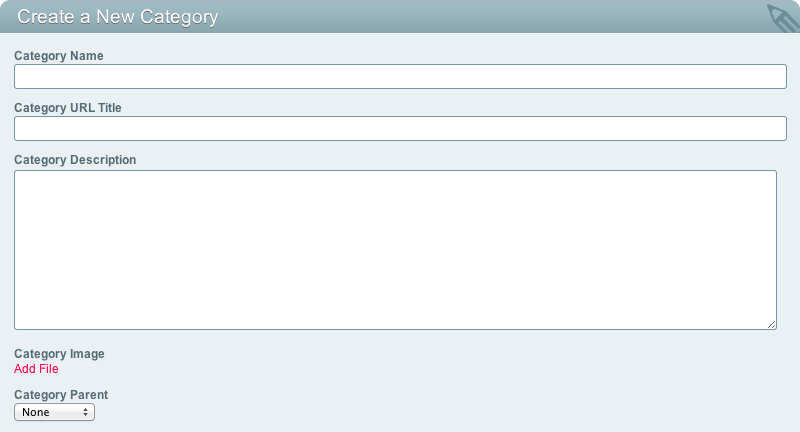 Create a New Category
Category Name
Category URL Title
Category Description
Category Image
Add File
Category Parent
None